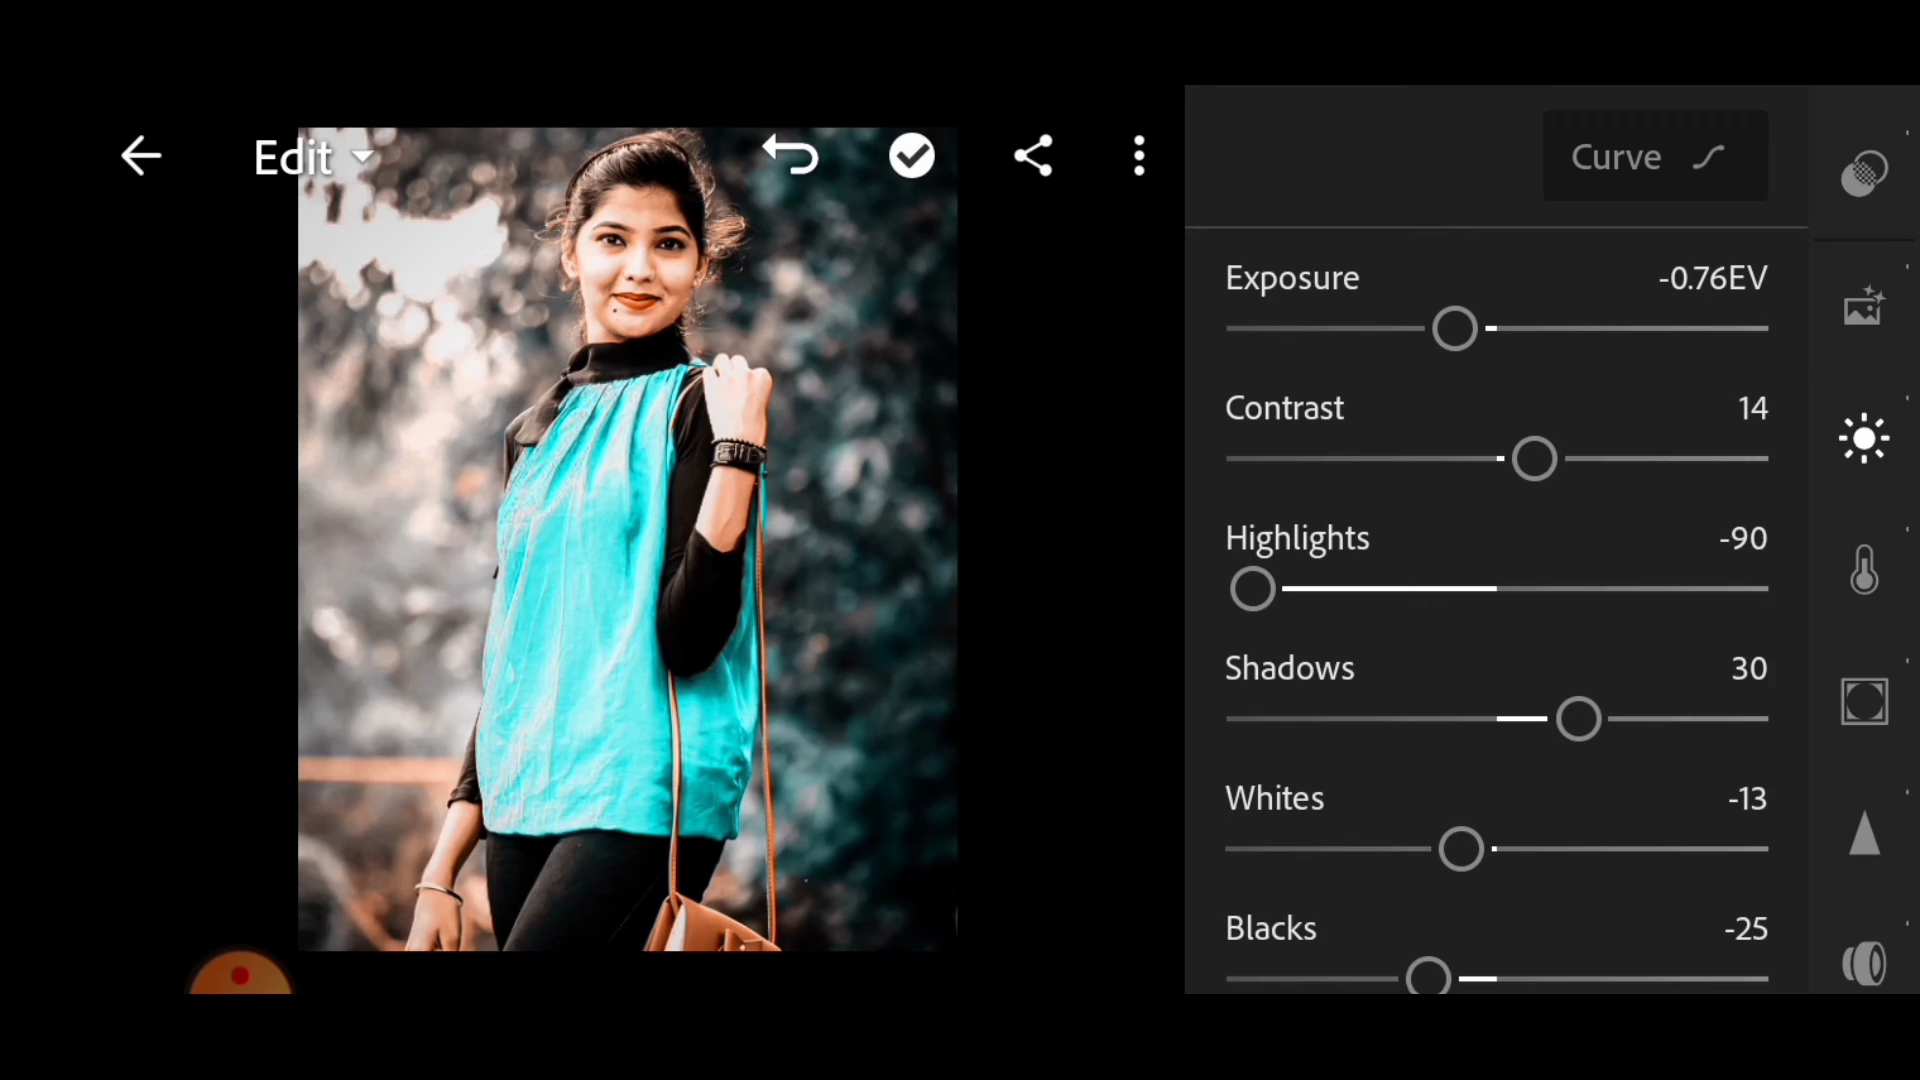 Edit
Curve
Exposure -0.76EV
Contrast 14
Highlights -90
Shadows 30
Whites -13
Blacks -25